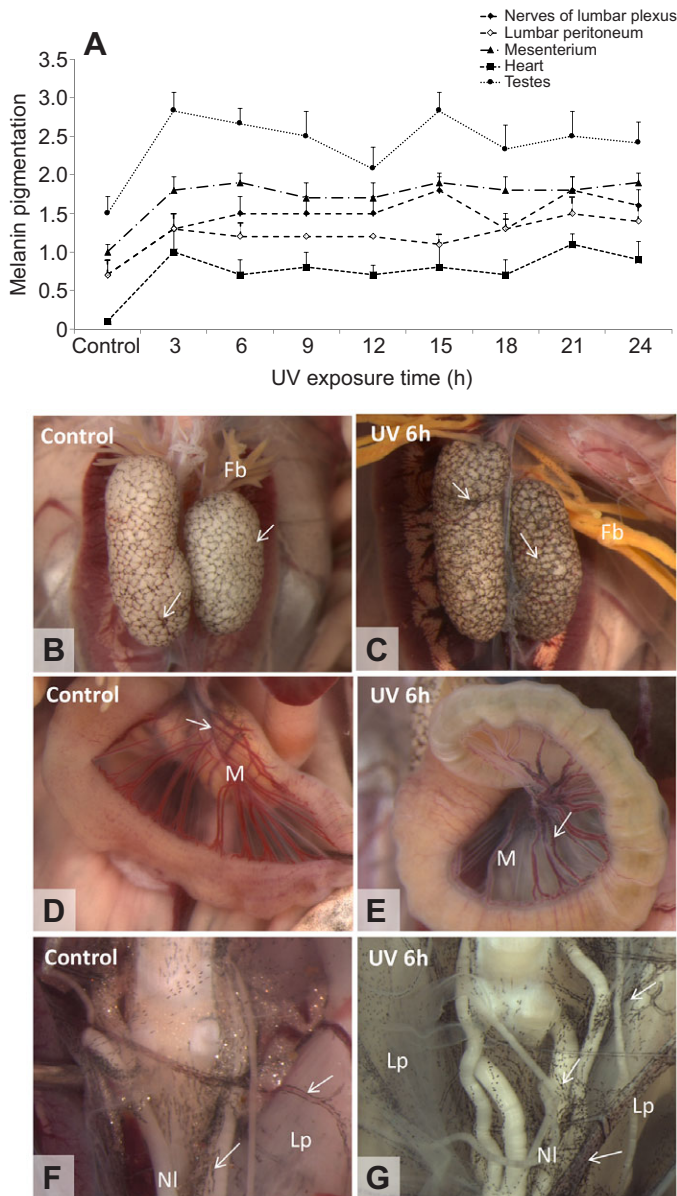 A
Nerves of lumbar plexus
Lumbar peritoneum
Mesenterium
Heart
Testes
Melanin pigmentation
3.5
3.0
2.5
2.0
1.5
1.0
0.5
0
Control 3 6 9 12 15 18 21 24
UV exposure time (h)
Control
Fb
B
UV 6h
Fb
C
Control
M
D
UV 6h
M
E
Control
Lp
Nl
F
UV 6h
Lp
Lp
Nl
G